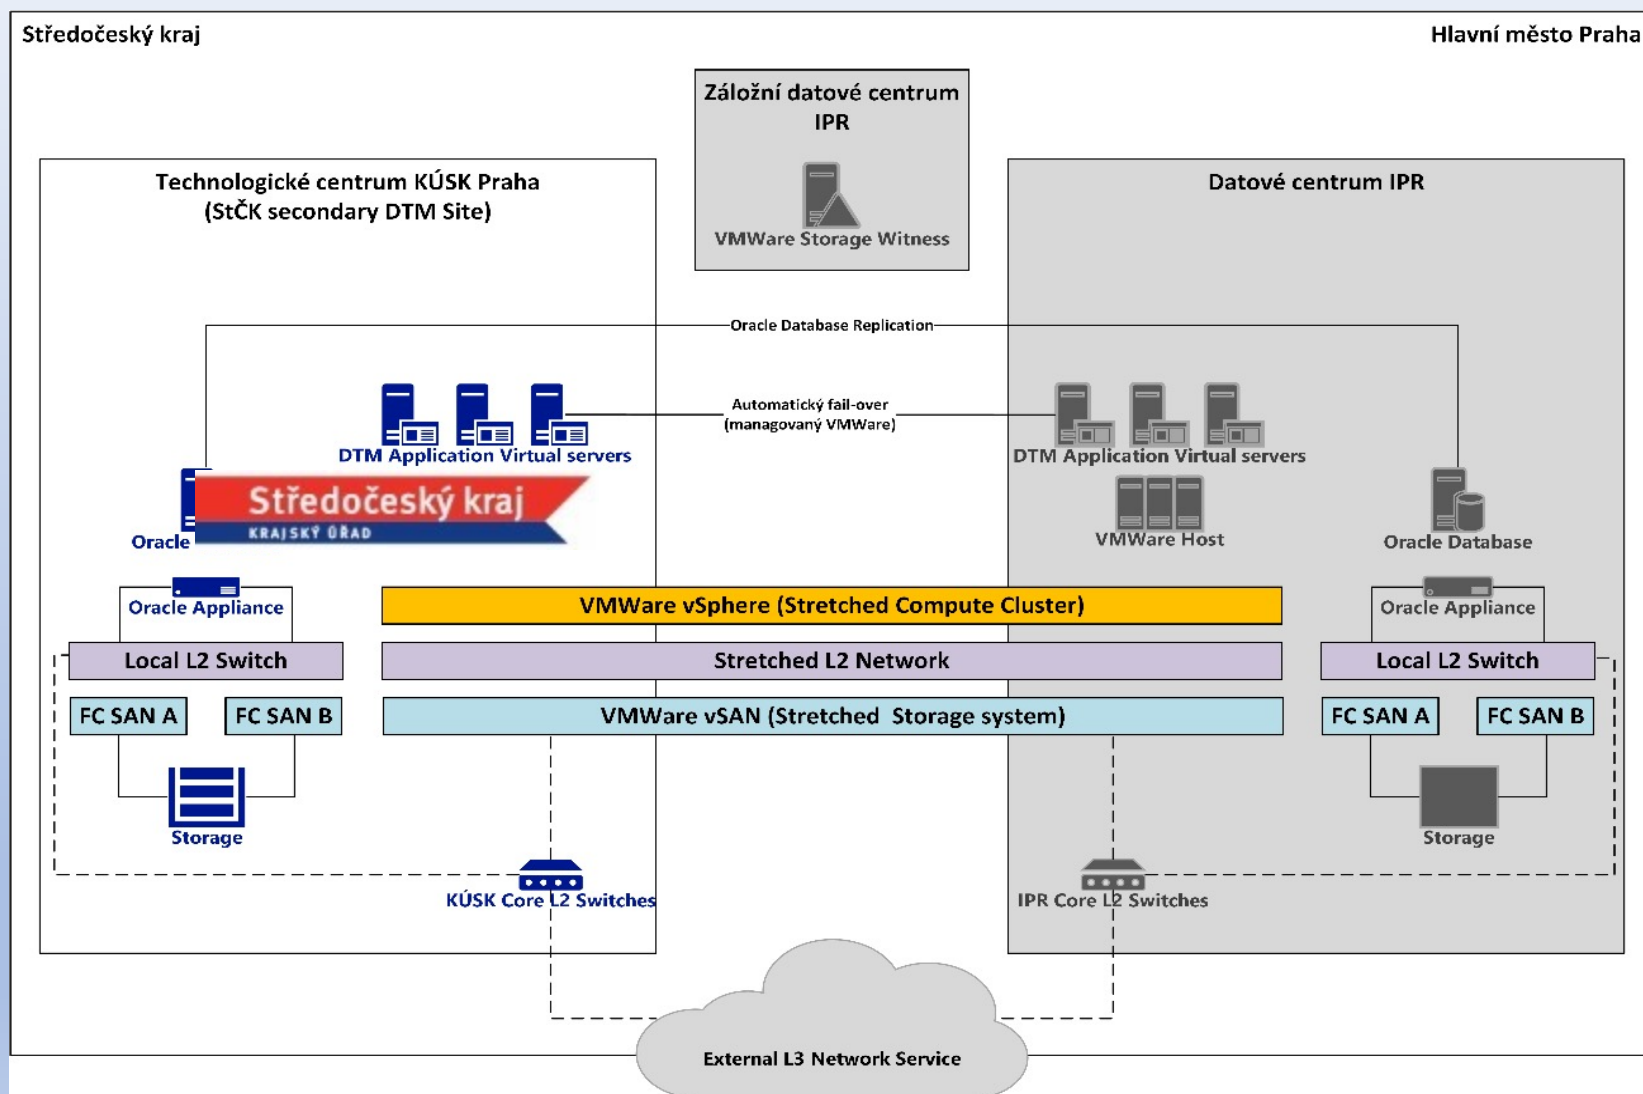 Středočeský kraj
Hlavní město Praha
Záložní datové centrum
IPR
VMWare Storage Witness
Technologické centrum KÚSK Praha
(StČK secondary DTM Site)
Datové centrum IPR
Oracle Database Replication
Automatický fail-over
(managovaný VMWare)
DTM Application Virtual servers
DTM Application Virtual servers
Středočeský kraj
KRAJSKÝ ÚŘAD
Oracle
VMWare Host
Oracle Database
Oracle Appliance
VMWare vSphere (Stretched Compute Cluster)
Oracle Appliance
Local L2 Switch
Stretched L2 Network
Local L2 Switch
FC SAN A
FC SAN B
VMWare vSAN (Stretched Storage system)
FC SAN A
FC SAN B
Storage
Storage
KÚSK Core L2 Switches
IPR Core L2 Switches
External L3 Network Service